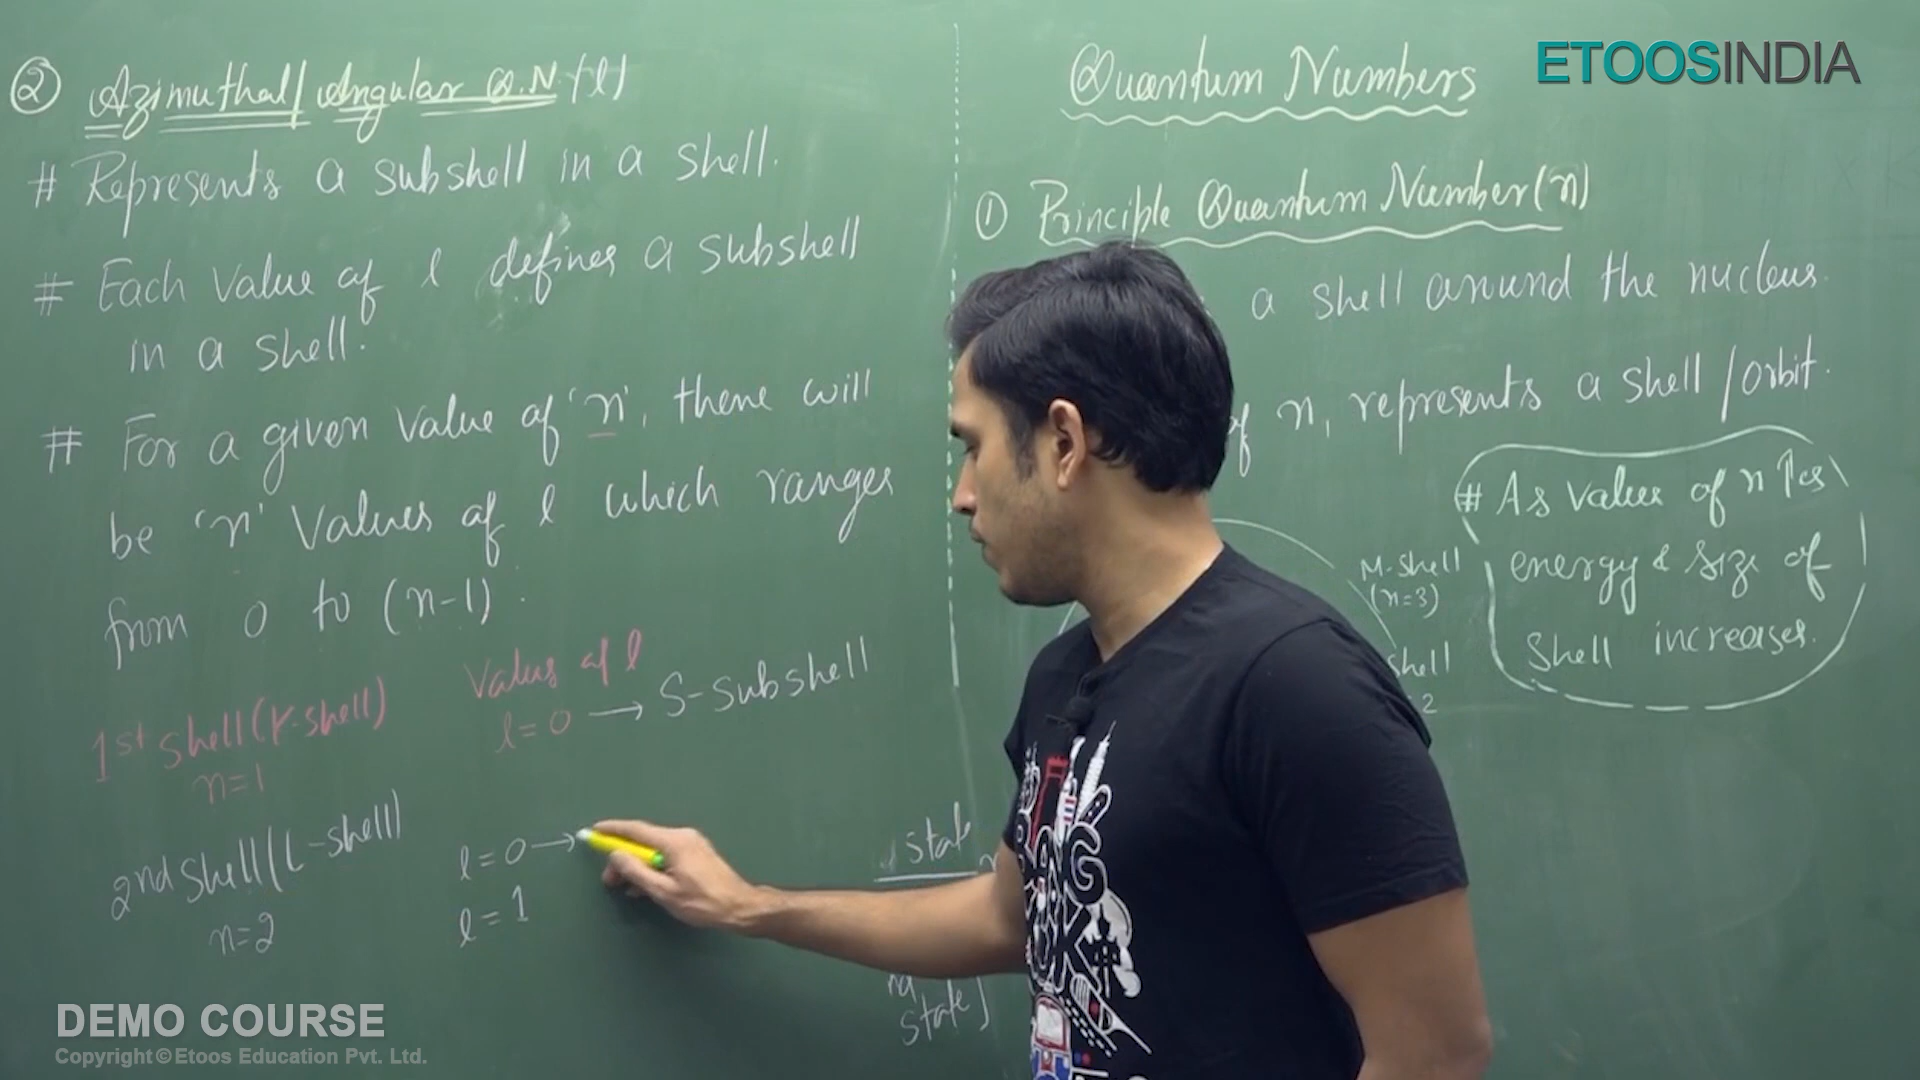 ② Azimuthal/Angular Q.N.(l)
# Represents a subshell in a shell.
# Each value of l defines a subshell
in a shell.
# For a given value of 'n', there will
be 'n' values of l which ranges
from 0 to (n-1).
Values of l
1st shell (K-shell)
n=1
l=0 → S-subshell
2nd shell (L-shell)
n=2
l=0 →
l=1
Quantum Numbers
① Principle Quantum Number (n)
a shell around the nucleus.
of n, represents a shell/orbit.
# As value of n ↑es
energy & size of
shell increases.
M-shell
(n=3)
shell
2
state
state
ETOOSINDIA
DEMO COURSE
Copyright © Etoos Education Pvt. Ltd.